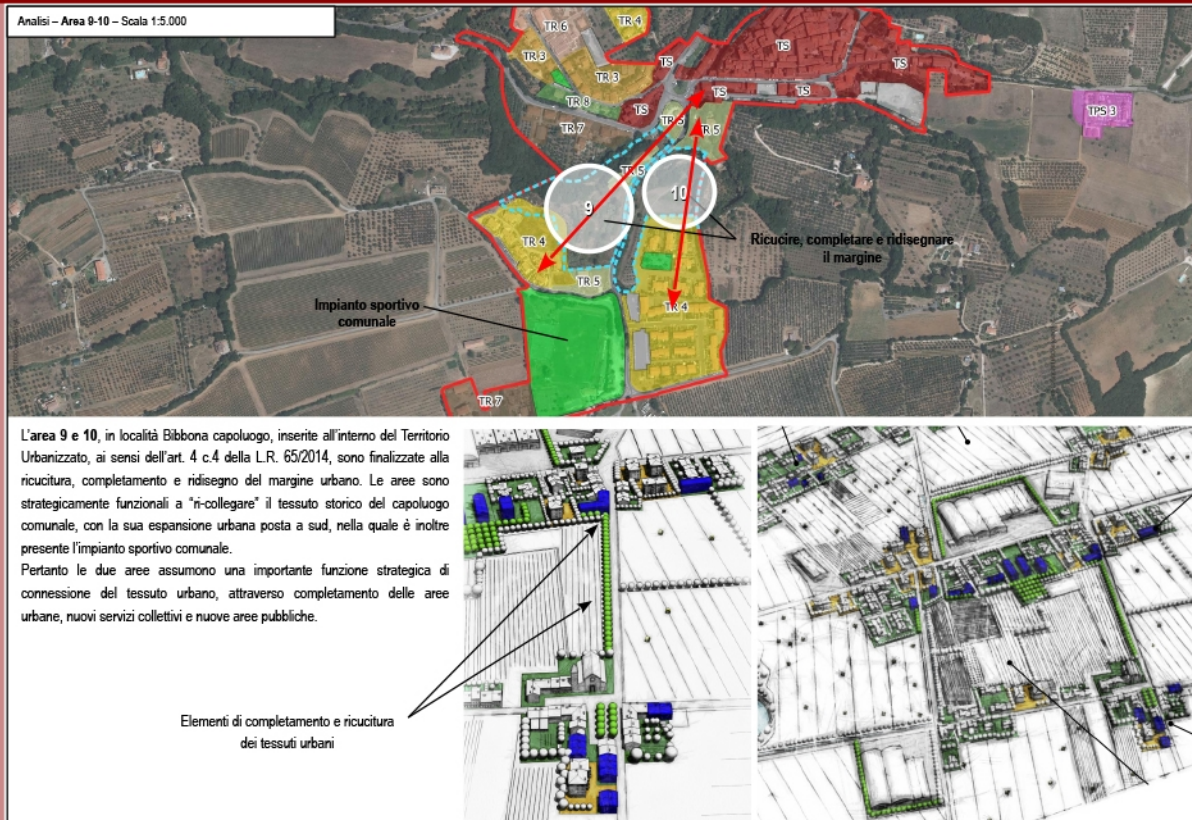 Analisi – Area 9-10 – Scala 1:5.000
TR 6
TR 4
TR 3
TS
TS
TR 3
TS
TS
TPS 3
TR 8
TS
TS
TR 5
TR 5
TR 7
TR 5
9
10
TR 4
Ricucire, completare e ridisegnare
il margine
TR 5
Impianto sportivo
comunale
TR 4
TR 7
L'area 9 e 10, in località Bibbona capoluogo, inserite all'interno del Territorio
Urbanizzato, ai sensi dell'art. 4 c.4 della L.R. 65/2014, sono finalizzate alla
ricucitura, completamento e ridisegno del margine urbano. Le aree sono
strategicamente funzionali a "ri-collegare" il tessuto storico del capoluogo
comunale, con la sua espansione urbana posta a sud, nella quale è inoltre
presente l'impianto sportivo comunale.
Pertanto le due aree assumono una importante funzione strategica di
connessione del tessuto urbano, attraverso completamento delle aree
urbane, nuovi servizi collettivi e nuove aree pubbliche.
Elementi di completamento e ricucitura
dei tessuti urbani